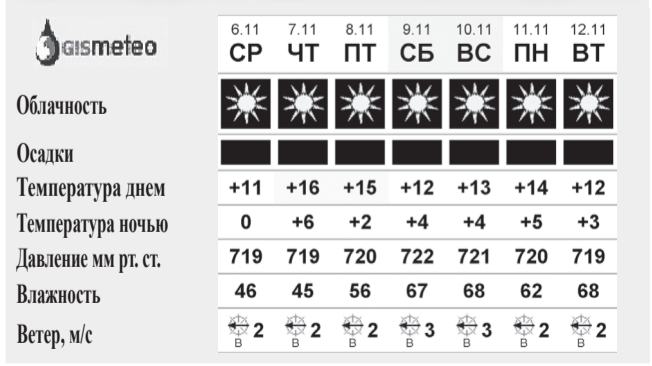 GISmeteo
6.11 7.11 8.11 9.11 10.11 11.11 12.11
СР ЧТ ПТ СБ ВС ПН ВТ
Облачность
Осадки
Температура днем +11 +16 +15 +12 +13 +14 +12
Температура ночью 0 +6 +2 +4 +4 +5 +3
Давление мм рт. ст. 719 719 720 722 721 720 719
Влажность 46 45 56 67 68 62 68
Ветер, м/с 2 2 2 3 3 2 2
В В В В В В В